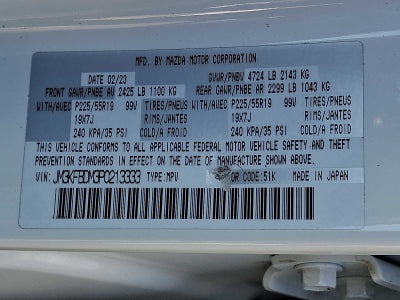 MFD. BY MAZDA MOTOR CORPORATION
DATE 02/23 GVWR/PNBV 4724 LB 2143 KG
FRONT GAWR/PNBE AV 2425 LB 1100 KG REAR GAWR/PNBE AR 2299 LB 1043 KG
WITH/AVEC P225/55R19 99V TIRES/PNEUS WITH/AVEC P225/55R19 99V TIRES/PNEUS
19X7J RIMS/JANTES 19X7J RIMS/JANTES
240 KPA/35 PSI COLD/A FROID 240 KPA/35 PSI COLD/A FROID
THIS VEHICLE CONFORMS TO ALL APPLICABLE FEDERAL MOTOR VEHICLE SAFETY AND THEFT
PREVENTION STANDARDS IN EFFECT ON THE DATE OF MANUFACTURE SHOWN ABOVE.
VIN: JM3KFBDM3P0213333 TYPE:MPV OR CODE:51K MADE IN JAPAN